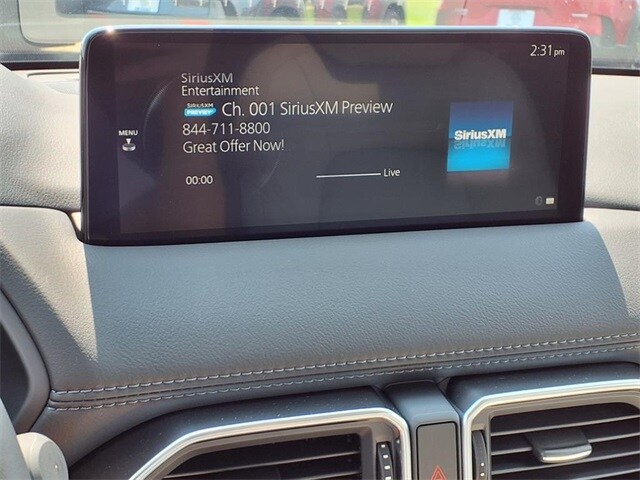 2:31 pm
SiriusXM
Entertainment
SIRIUSXM
PREVIEW
Ch. 001 SiriusXM Preview
844-711-8800
Great Offer Now!
MENU
SiriusXM
00:00
Live